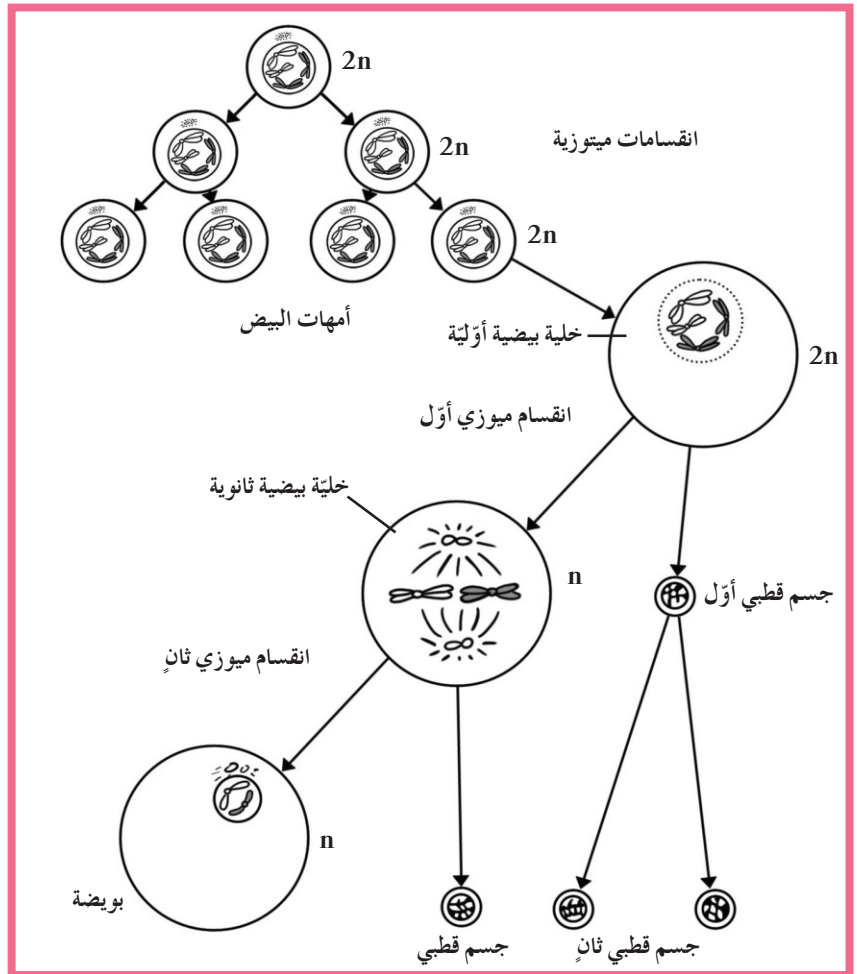 2n
انقسامات ميتوزية
2n
2n
أمهات البيض
خلية بيضية أوّليّة
2n
انقسام ميوزي أوّل
خليّة بيضية ثانوية
n
جسم قطبي أوّل
انقسام ميوزي ثانٍ
n
بويضة
جسم قطبي
جسم قطبي ثانٍ